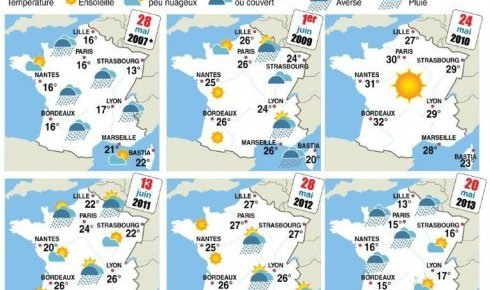 Température Ensoleillé peu nuageux ou couvert Averse Pluie
28 mai 2007*
LILLE 16°
PARIS 16°
STRASBOURG 13°
NANTES 16°
LYON 17°
BORDEAUX 16°
MARSEILLE 21°
BASTIA 22°
1er juin 2009
LILLE 26°
PARIS 26°
24°
STRASBOURG
NANTES 25°
LYON 24°
BORDEAUX 26°
MARSEILLE 26°
BASTIA 20°
24 mai 2010
LILLE 27°
PARIS 30°
STRASBOURG 29°
NANTES 31°
LYON 29°
BORDEAUX 32°
MARSEILLE 28°
BASTIA 23°
13 juin 2011
LILLE 22°
PARIS 24°
STRASBOURG 22°
NANTES 20°
LYON 26°
BORDEAUX 26°
28 mai 2012
LILLE 27°
PARIS 27°
STRASBOURG 27°
NANTES 25°
LYON 26°
BORDEAUX 26°
20 mai 2013
LILLE 13°
PARIS 15°
STRASBOURG 15°
NANTES 16°
LYON 17°
BORDEAUX 15°